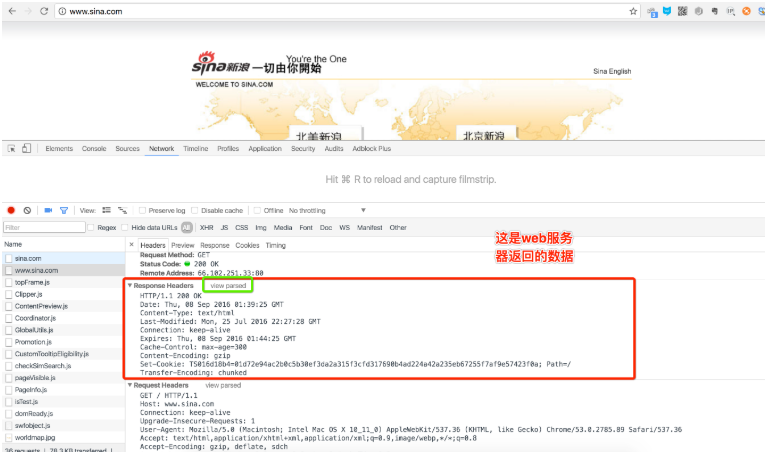 www.sina.com
You're the One
sina新浪 一切由你開始
Sina English
WELCOME TO SINA.COM
北美新浪
北京新浪
Elements Console Sources Network Timeline Profiles Application Security Audits Adblock Plus
Hit ⌘ R to reload and capture filmstrip.
View: Preserve log Disable cache Offline No throttling
Filter Regex Hide data URLs All XHR JS CSS Img Media Font Doc WS Manifest Other
Name
× Headers Preview Response Cookies Timing
这是web服务
器返回的数据
Request Method: GET
Status Code: 200 OK
Remote Address: 66.102.251.33:80
Response Headers view parsed
HTTP/1.1 200 OK
Date: Thu, 08 Sep 2016 01:39:25 GMT
Content-Type: text/html
Last-Modified: Mon, 25 Jul 2016 22:27:28 GMT
Connection: keep-alive
Expires: Thu, 08 Sep 2016 01:44:25 GMT
Cache-Control: max-age=300
Content-Encoding: gzip
Set-Cookie: TS016d18b4=01d72e94ac2b0c5b30ef3da2a315f3cfd317690b4ad224a42a235eb67255f7af9e57423f0a; Path=/
Transfer-Encoding: chunked
Request Headers view parsed
GET / HTTP/1.1
Host: www.sina.com
Connection: keep-alive
Upgrade-Insecure-Requests: 1
User-Agent: Mozilla/5.0 (Macintosh; Intel Mac OS X 10_11_0) AppleWebKit/537.36 (KHTML, like Gecko) Chrome/53.0.2785.89 Safari/537.36
Accept: text/html,application/xhtml+xml,application/xml;q=0.9,image/webp,*/*;q=0.8
Accept-Encoding: gzip, deflate, sdch
sina.com
www.sina.com
topFrame.js
Clipper.js
ContentPreview.js
Coordinator.js
GlobalUtils.js
Promotion.js
CustomTooltipEligibility.js
checkSimSearch.js
pageVisible.js
PageInfo.js
isTest.js
domReady.js
swfobject.js
worldmap.jpg
36 requests | 78.3 KB transferred |